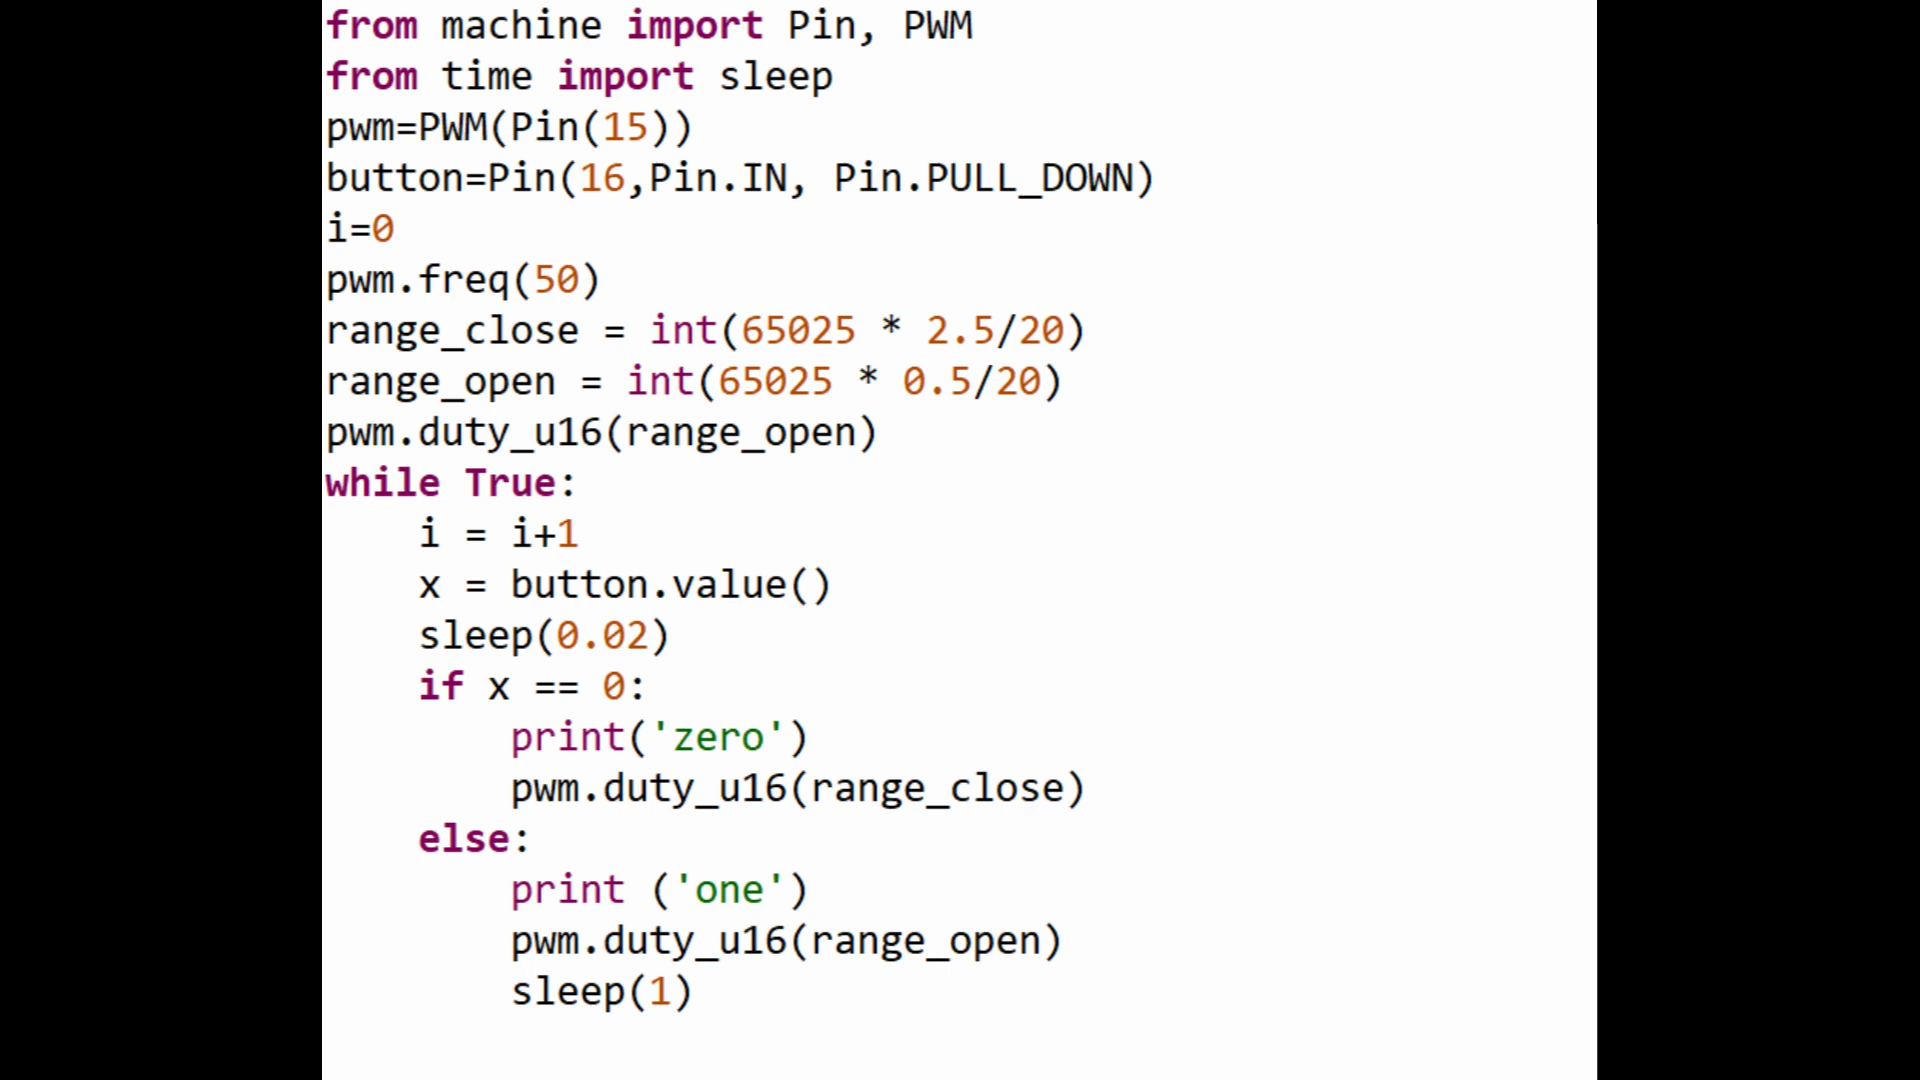 from machine import Pin, PWM
from time import sleep
pwm=PWM(Pin(15))
button=Pin(16,Pin.IN, Pin.PULL_DOWN)
i=0
pwm.freq(50)
range_close = int(65025 * 2.5/20)
range_open = int(65025 * 0.5/20)
pwm.duty_u16(range_open)
while True:
    i = i+1
    x = button.value()
    sleep(0.02)
    if x == 0:
        print('zero')
        pwm.duty_u16(range_close)
    else:
        print ('one')
        pwm.duty_u16(range_open)
        sleep(1)